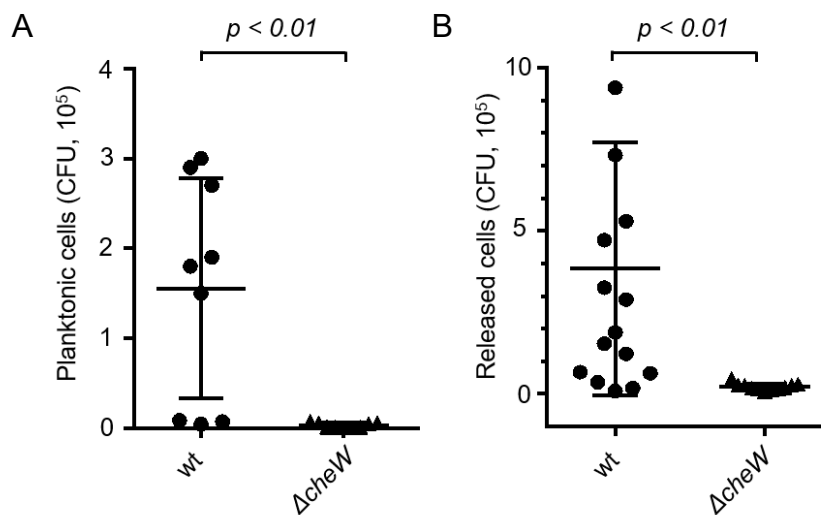 A
p < 0.01
Planktonic cells (CFU, 10⁵)
4
3
2
1
0
wt
ΔcheW
B
p < 0.01
Released cells (CFU, 10⁵)
10
5
0
wt
ΔcheW